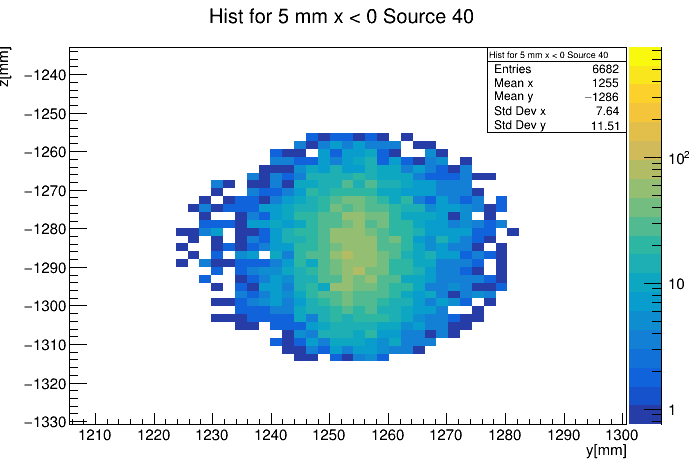 Hist for 5 mm x < 0 Source 40
z[mm]
Hist for 5 mm x < 0 Source 40
Entries 6682
Mean x 1255
Mean y −1286
Std Dev x 7.64
Std Dev y 11.51
−1240
−1250
−1260
−1270
−1280
−1290
−1300
−1310
−1320
−1330
10²
10
1
1210 1220 1230 1240 1250 1260 1270 1280 1290 1300
y[mm]